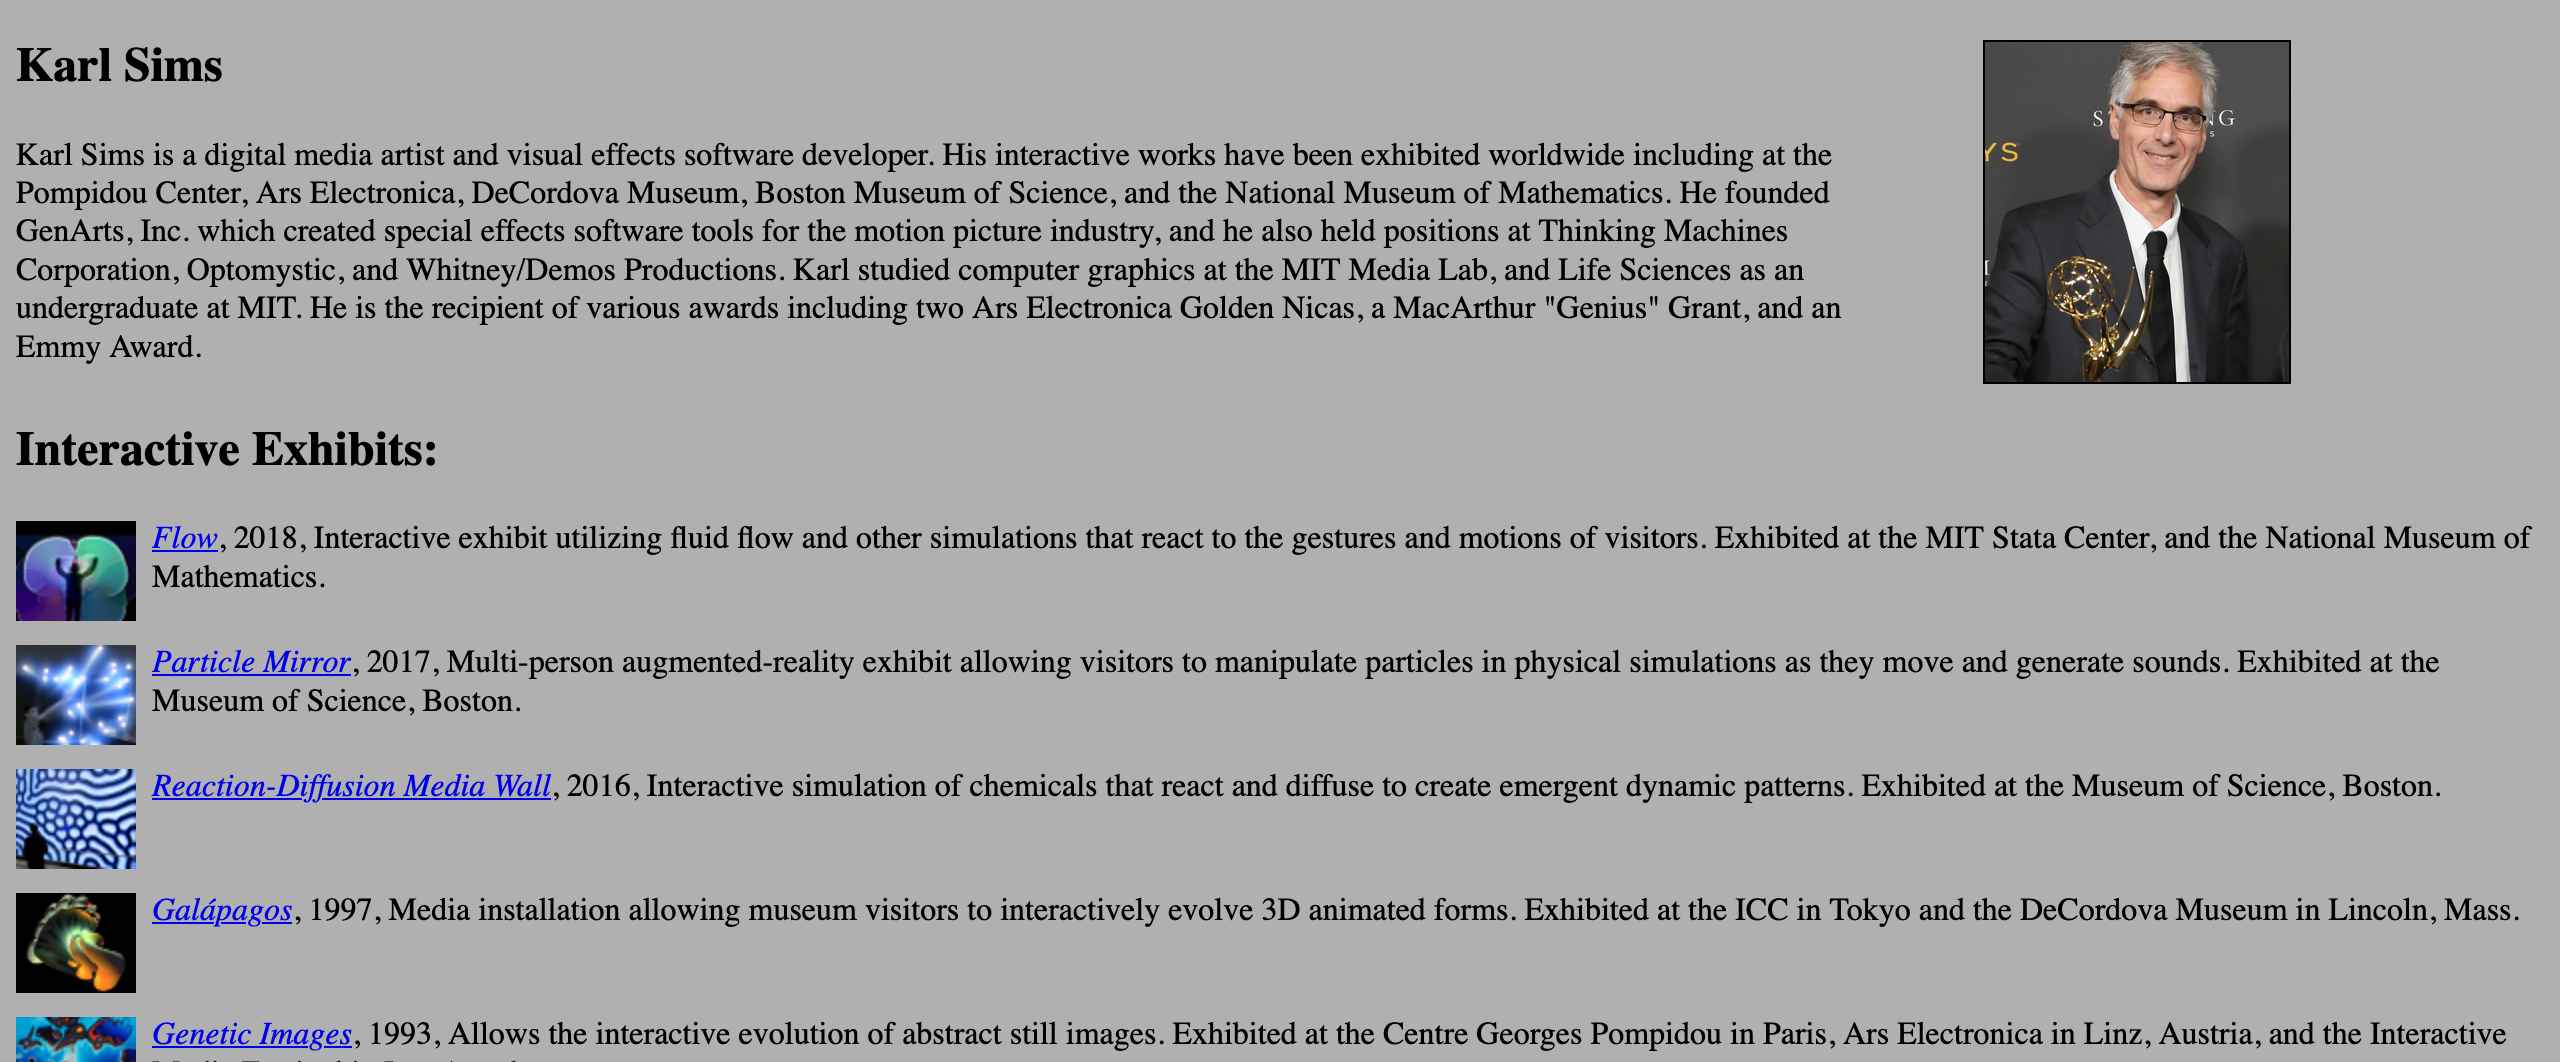 Karl Sims
Karl Sims is a digital media artist and visual effects software developer. His interactive works have been exhibited worldwide including at the
Pompidou Center, Ars Electronica, DeCordova Museum, Boston Museum of Science, and the National Museum of Mathematics. He founded
GenArts, Inc. which created special effects software tools for the motion picture industry, and he also held positions at Thinking Machines
Corporation, Optomystic, and Whitney/Demos Productions. Karl studied computer graphics at the MIT Media Lab, and Life Sciences as an
undergraduate at MIT. He is the recipient of various awards including two Ars Electronica Golden Nicas, a MacArthur "Genius" Grant, and an
Emmy Award.
YS
Interactive Exhibits:
Flow, 2018, Interactive exhibit utilizing fluid flow and other simulations that react to the gestures and motions of visitors. Exhibited at the MIT Stata Center, and the National Museum of
Mathematics.
Particle Mirror, 2017, Multi-person augmented-reality exhibit allowing visitors to manipulate particles in physical simulations as they move and generate sounds. Exhibited at the
Museum of Science, Boston.
Reaction-Diffusion Media Wall, 2016, Interactive simulation of chemicals that react and diffuse to create emergent dynamic patterns. Exhibited at the Museum of Science, Boston.
Galápagos, 1997, Media installation allowing museum visitors to interactively evolve 3D animated forms. Exhibited at the ICC in Tokyo and the DeCordova Museum in Lincoln, Mass.
Genetic Images, 1993, Allows the interactive evolution of abstract still images. Exhibited at the Centre Georges Pompidou in Paris, Ars Electronica in Linz, Austria, and the Interactive